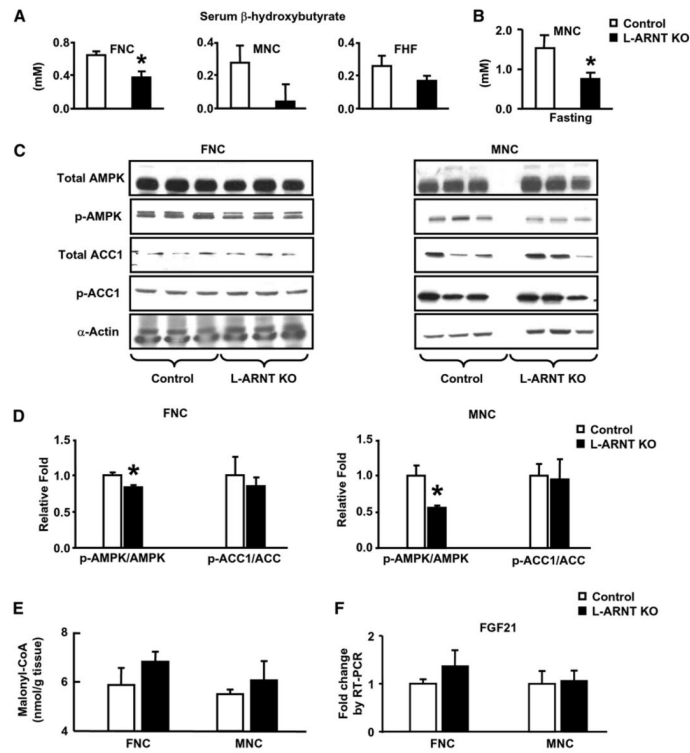 A
Serum β-hydroxybutyrate
FNC
MNC
FHF
(mM)
0.8
0.4
0.0
*
0.4
0.2
0.0
0.4
0.2
0.0
B
MNC
Control
L-ARNT KO
(mM)
2.0
1.0
0.0
*
Fasting
C
FNC
MNC
Total AMPK
p-AMPK
Total ACC1
p-ACC1
α-Actin
Control
L-ARNT KO
Control
L-ARNT KO
D
FNC
Relative Fold
1.5
1.0
0.5
0.0
*
p-AMPK/AMPK
p-ACC1/ACC
MNC
Control
L-ARNT KO
Relative Fold
1.5
1.0
0.5
0.0
*
p-AMPK/AMPK
p-ACC1/ACC
E
Malonyl-CoA
(nmol/g tissue)
8
6
4
FNC
MNC
F
FGF21
Control
L-ARNT KO
Fold change
by RT-PCR
2
1
0
FNC
MNC